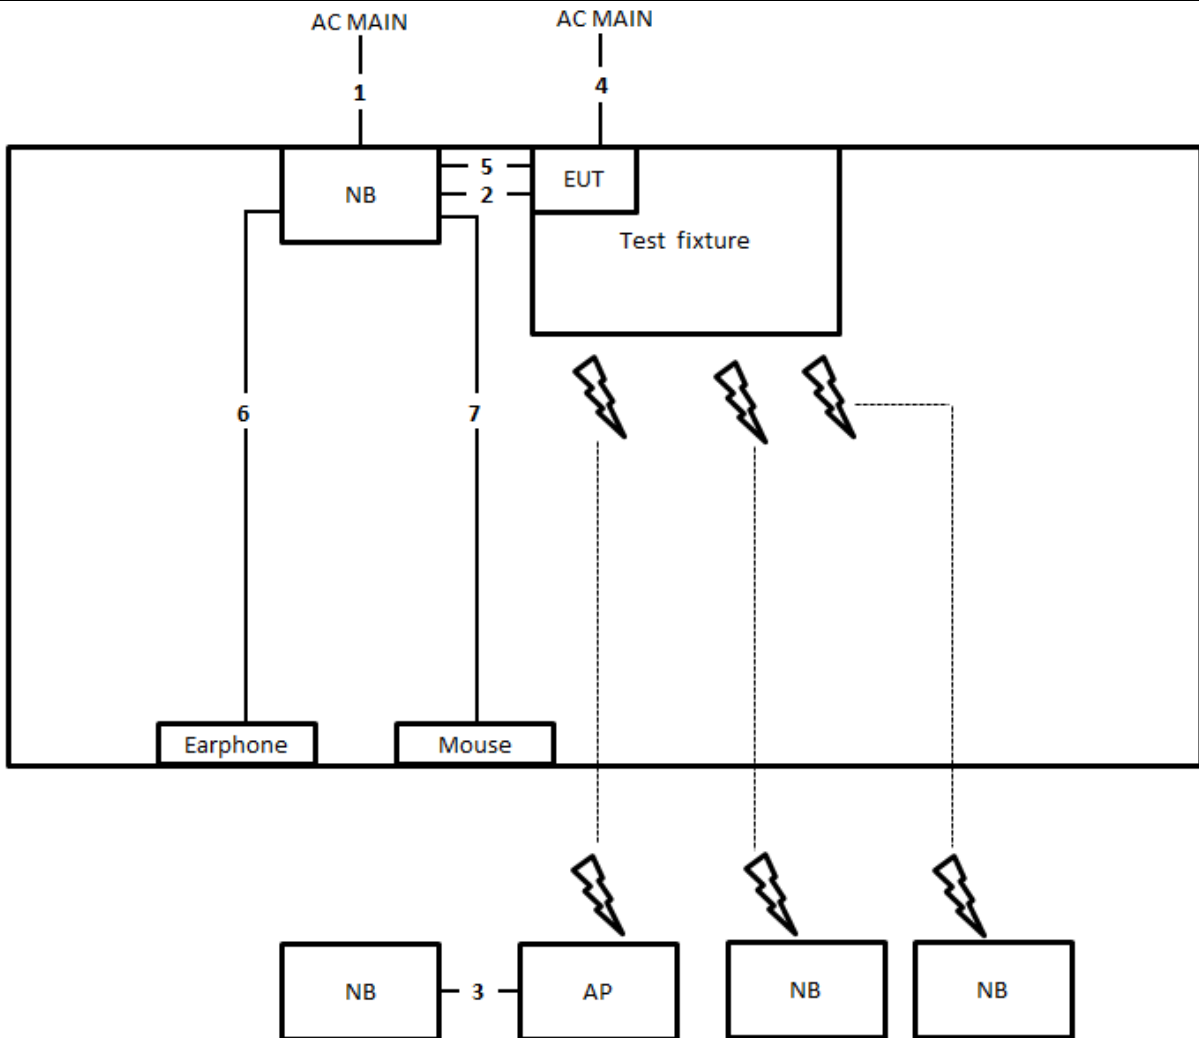 AC MAIN
AC MAIN
1
4
NB
5
2
EUT
Test fixture
6
7
Earphone
Mouse
NB
3
AP
NB
NB